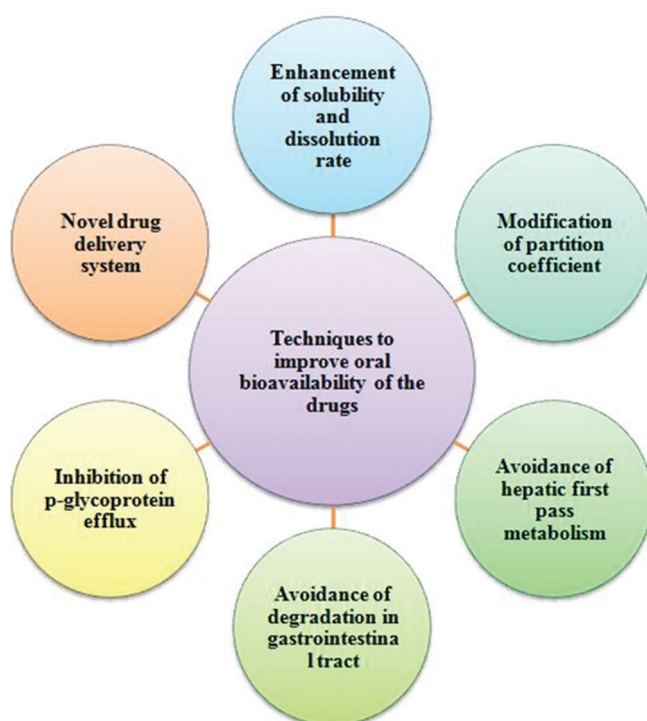 Enhancement
of solubility
and
dissolution
rate
Novel drug
delivery
system
Modification
of partition
coefficient
Techniques to
improve oral
bioavailability of the
drugs
Inhibition of
p-glycoprotein
efflux
Avoidance of
hepatic first
pass
metabolism
Avoidance of
degradation in
gastrointestina
l tract